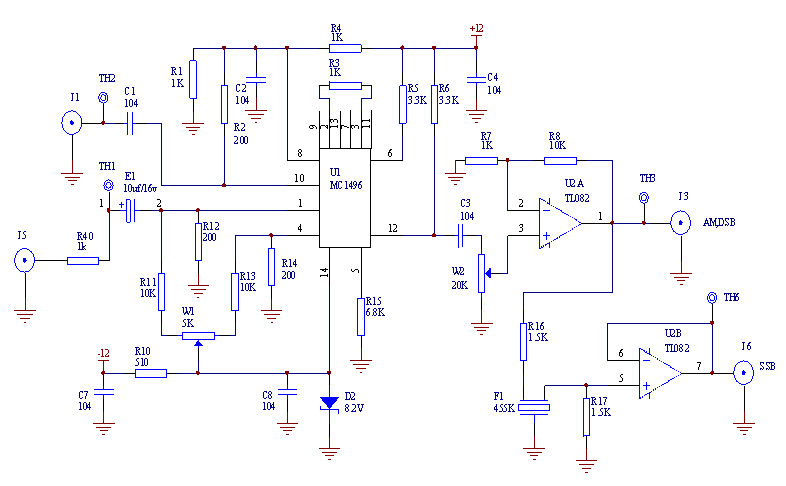 R4
1K
+12
R3
1K
R1
1K
TH2
J1
C1
104
C2
104
R2
200
R5
3.3K
R6
3.3K
C4
104
9
2
13
7
3
11
8
6
U1
MC1496
10
R7
1K
R8
10K
TH1
E1
10uf/16v
1
2
1
4
12
C3
104
2
3
U2A
TL082
1
TH3
J3
AM,DSB
J5
R40
1k
R12
200
R11
10K
R13
10K
R14
200
14
5
W2
20K
W1
5K
R15
6.8K
TH6
R16
1.5K
U2B
TL082
6
5
7
J6
SSB
-12
R10
510
C7
104
C8
104
D2
8.2V
F1
455K
R17
1.5K